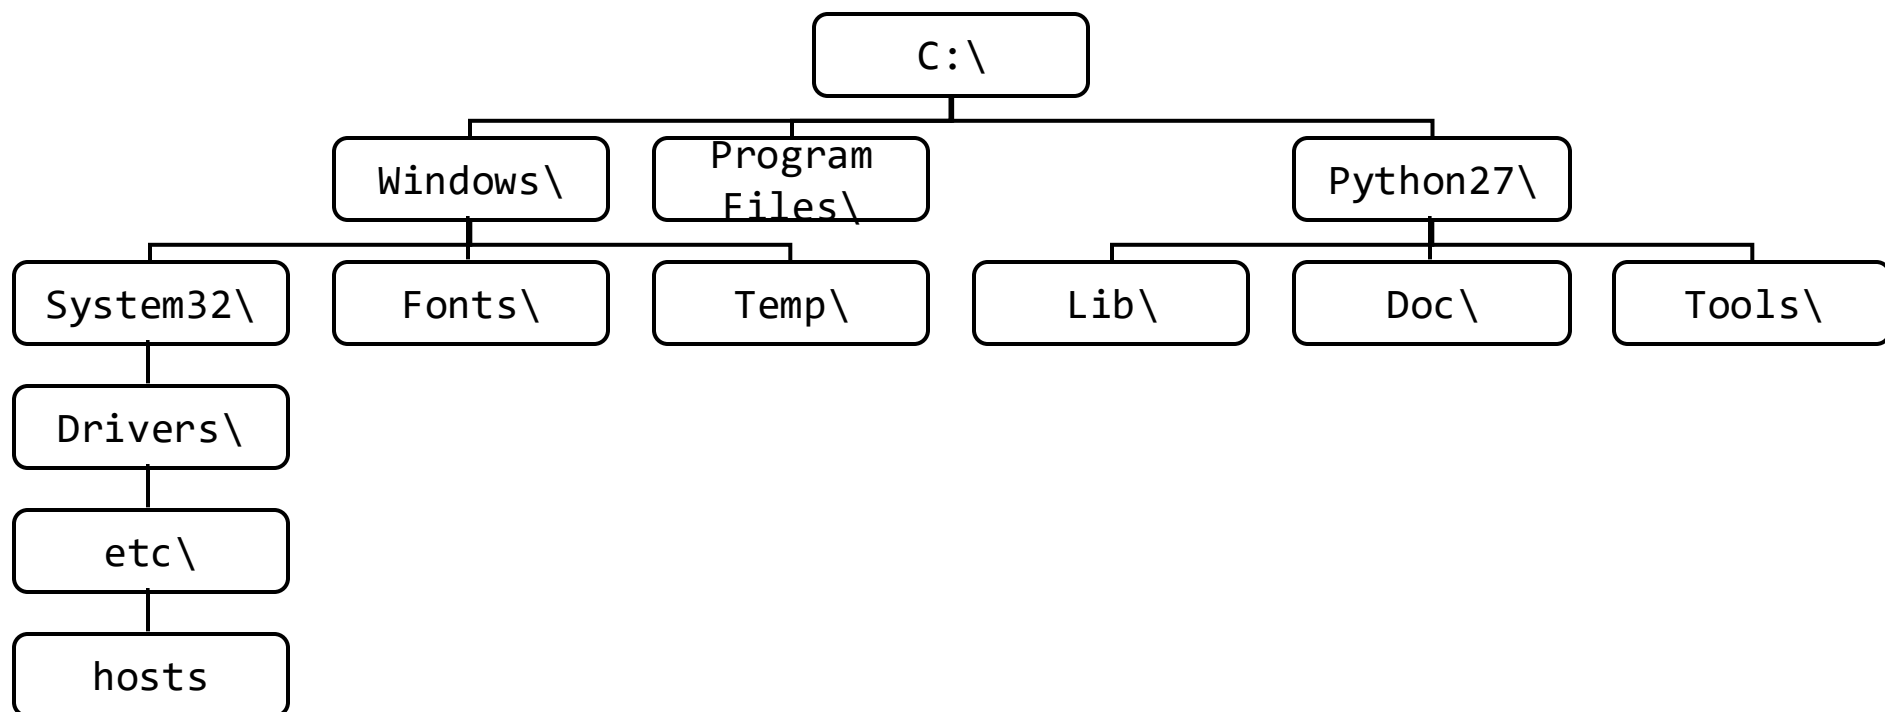 C:\
Windows\
Program
Files\
Python27\
System32\
Fonts\
Temp\
Lib\
Doc\
Tools\
Drivers\
etc\
hosts